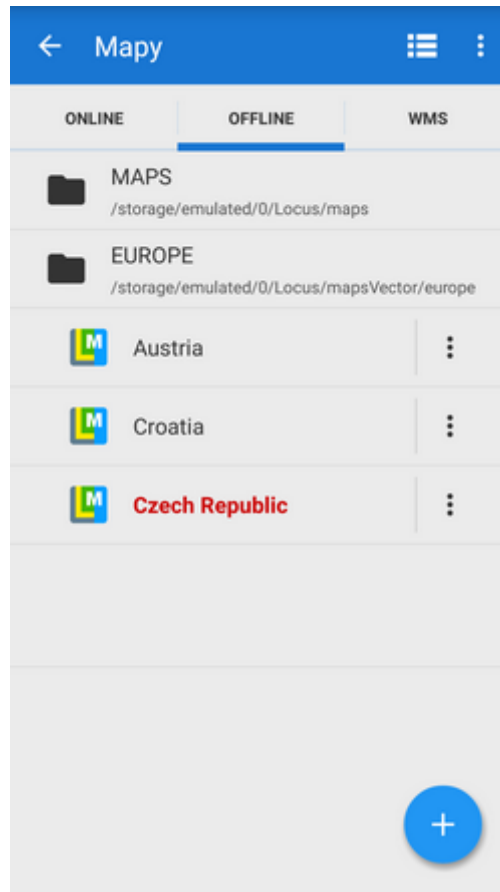 Mapy
ONLINE OFFLINE WMS
MAPS
/storage/emulated/0/Locus/maps
EUROPE
/storage/emulated/0/Locus/mapsVector/europe
M Austria
M Croatia
M Czech Republic